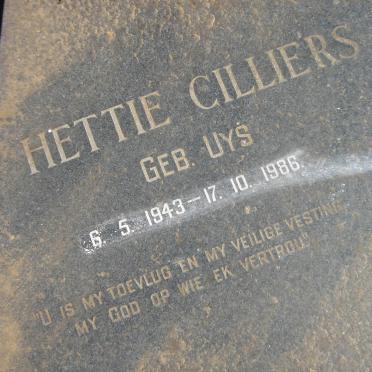 HETTIE CILLIERS
GEB. UYS
6. 5. 1943 — 17. 10. 1986
"U IS MY TOEVLUG EN MY VEILIGE VESTING
MY GOD OP WIE EK VERTROU"